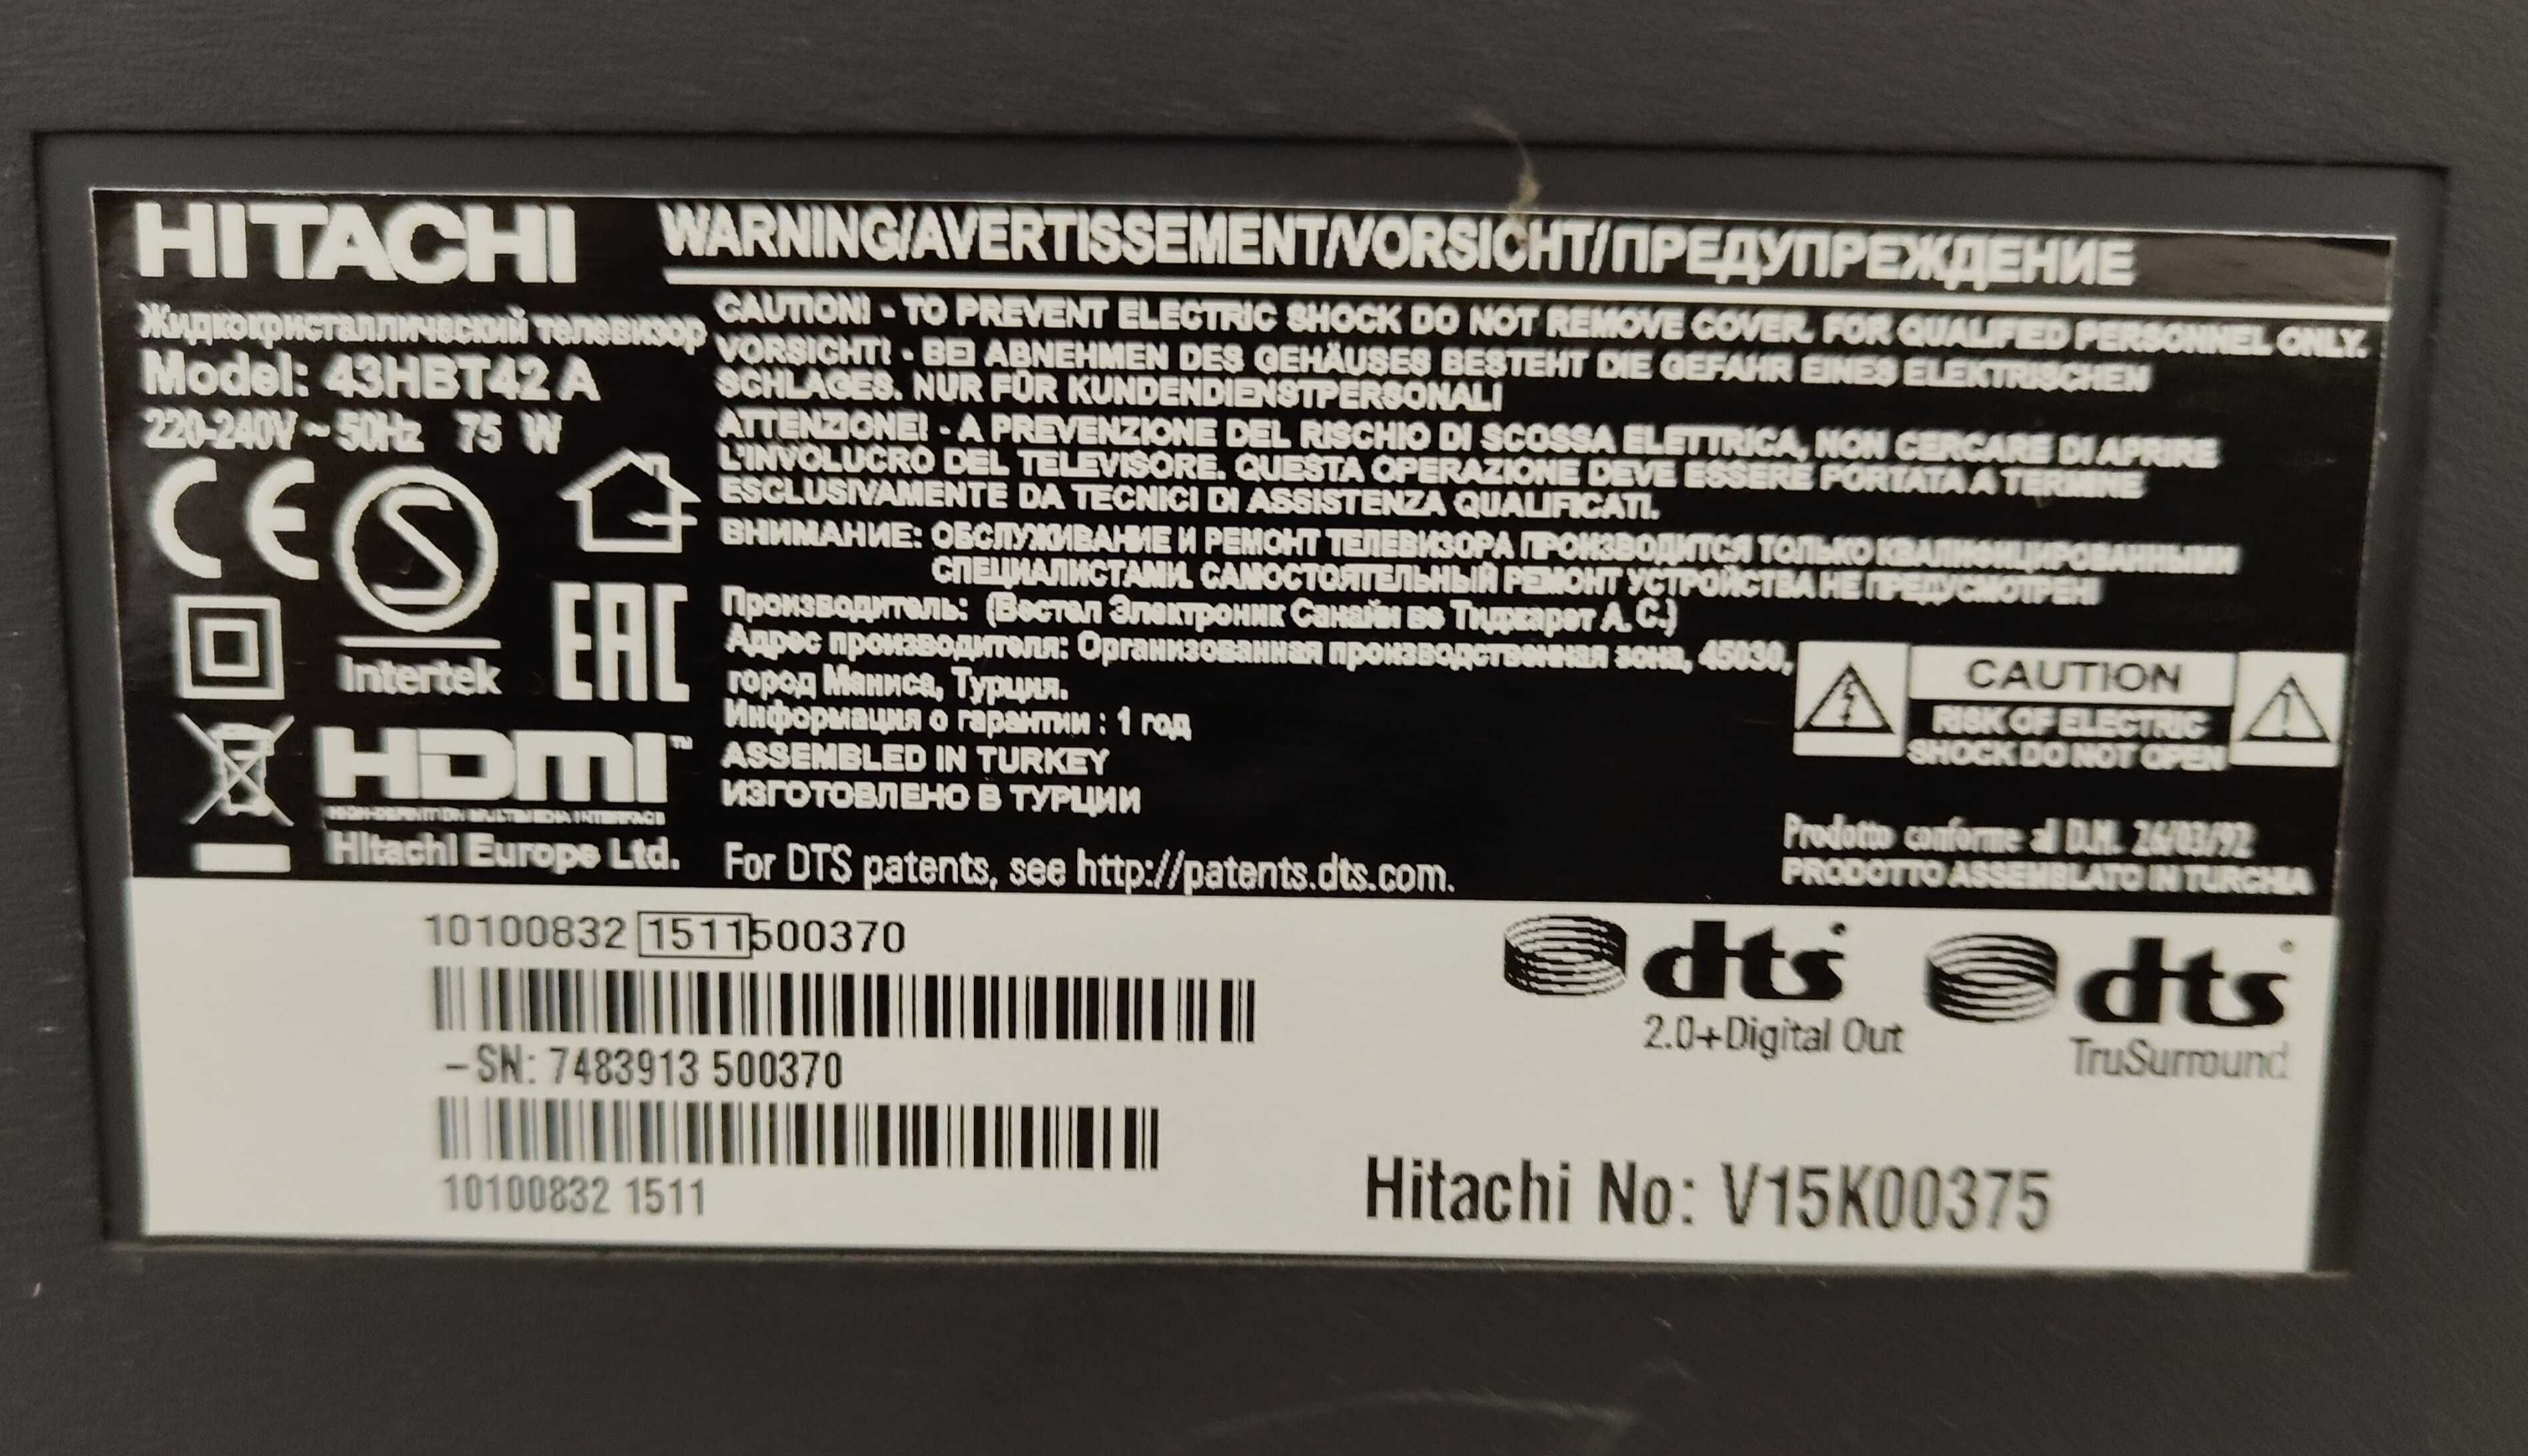 HITACHI
WARNING/AVERTISSEMENT/VORSICHT/ПРЕДУПРЕЖДЕНИЕ
Жидкокристаллический телевизор
Model: 43HBT42 A
220-240V ~ 50Hz 75 W
CE
S
Intertek
EAC
HDMI™
HIGH-DEFINITION MULTIMEDIA INTERFACE
Hitachi Europe Ltd.
CAUTION! - TO PREVENT ELECTRIC SHOCK DO NOT REMOVE COVER. FOR QUALIFIED PERSONNEL ONLY.
VORSICHT! - BEI ABNEHMEN DES GEHÄUSES BESTEHT DIE GEFAHR EINES ELEKTRISCHEN
SCHLAGES. NUR FÜR KUNDENDIENSTPERSONAL!
ATTENZIONE! - A PREVENZIONE DEL RISCHIO DI SCOSSA ELETTRICA, NON CERCARE DI APRIRE
L'INVOLUCRO DEL TELEVISORE. QUESTA OPERAZIONE DEVE ESSERE PORTATA A TERMINE
ESCLUSIVAMENTE DA TECNICI DI ASSISTENZA QUALIFICATI.
ВНИМАНИЕ: ОБСЛУЖИВАНИЕ И РЕМОНТ ТЕЛЕВИЗОРА ПРОИЗВОДИТСЯ ТОЛЬКО КВАЛИФИЦИРОВАННЫМИ
СПЕЦИАЛИСТАМИ. САМОСТОЯТЕЛЬНЫЙ РЕМОНТ УСТРОЙСТВА НЕ ПРЕДУСМОТРЕН!
Производитель: (Вестел Электроник Санайи ве Тиджарет А.С.)
Адрес производителя: Организованная производственная зона, 45030,
город Маниса, Турция.
Информация о гарантии : 1 год
ASSEMBLED IN TURKEY
ИЗГОТОВЛЕНО В ТУРЦИИ
For DTS patents, see http://patents.dts.com.
CAUTION
RISK OF ELECTRIC
SHOCK DO NOT OPEN
Prodotto conforme al D.M. 26/03/92
PRODOTTO ASSEMBLATO IN TURCHIA
10100832 1511500370
–SN: 7483913 500370
10100832 1511
dts
2.0+Digital Out
dts
TruSurround
Hitachi No: V15K00375